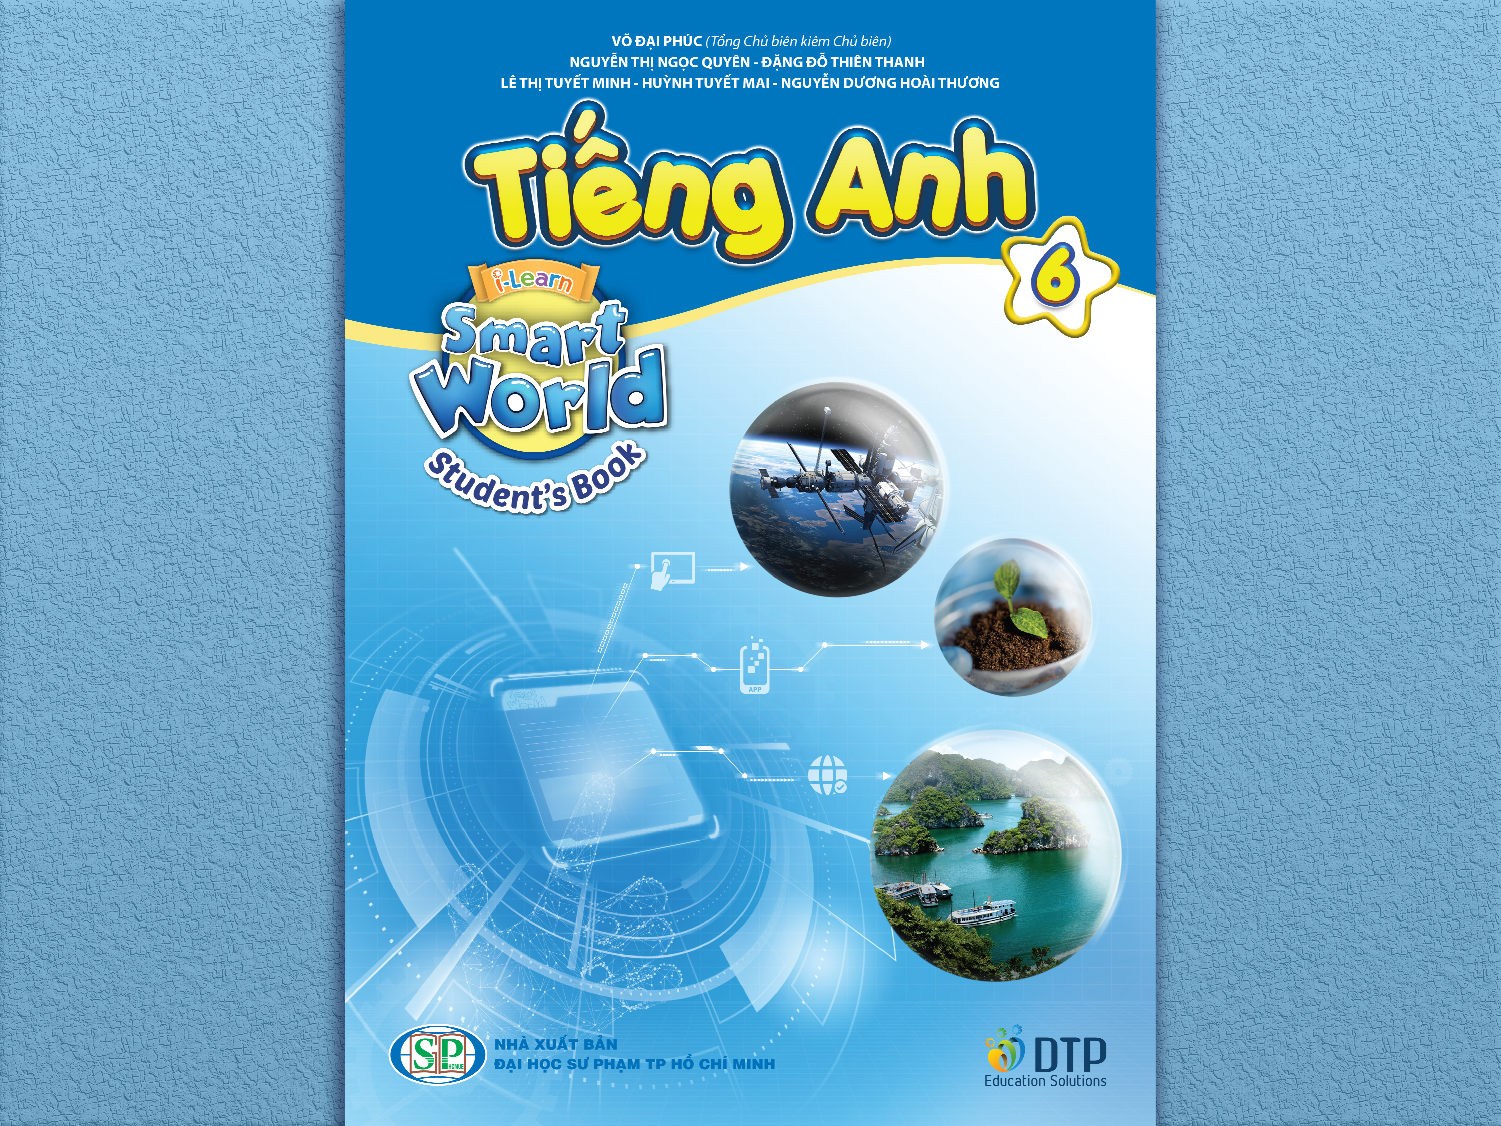 VÕ ĐẠI PHÚC (Tổng Chủ biên kiêm Chủ biên)
NGUYỄN THỊ NGỌC QUYÊN - ĐẶNG ĐỖ THIÊN THANH
LÊ THỊ TUYẾT MINH - HUỲNH TUYẾT MAI - NGUYỄN DƯƠNG HOÀI THƯƠNG
Tiếng Anh
6
i-Learn
Smart
World
Student's Book
APP
SP
HCMUE
NHÀ XUẤT BẢN
ĐẠI HỌC SƯ PHẠM TP HỒ CHÍ MINH
DTP
Education Solutions